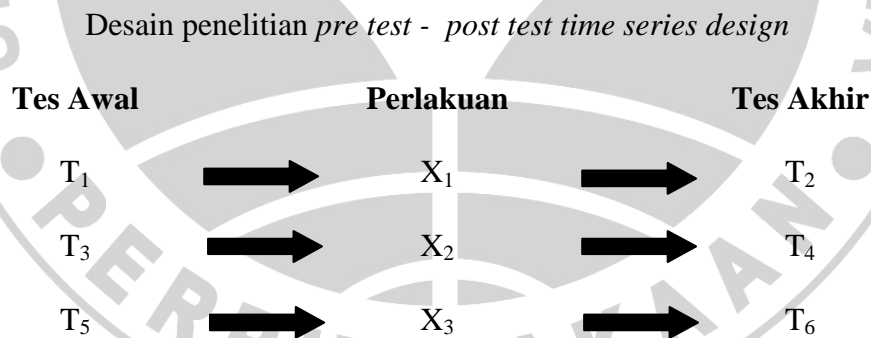 Desain penelitian pre test - post test time series design
Tes Awal Perlakuan Tes Akhir
T₁ X₁ T₂
T₃ X₂ T₄
T₅ X₃ T₆